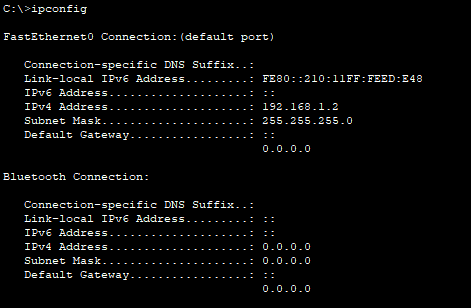 C:\>ipconfig
FastEthernet0 Connection:(default port)
Connection-specific DNS Suffix..:
Link-local IPv6 Address.........: FE80::210:11FF:FEED:E48
IPv6 Address....................: ::
IPv4 Address....................: 192.168.1.2
Subnet Mask.....................: 255.255.255.0
Default Gateway.................: ::
0.0.0.0
Bluetooth Connection:
Connection-specific DNS Suffix..:
Link-local IPv6 Address.........: ::
IPv6 Address....................: ::
IPv4 Address....................: 0.0.0.0
Subnet Mask.....................: 0.0.0.0
Default Gateway.................: ::
0.0.0.0